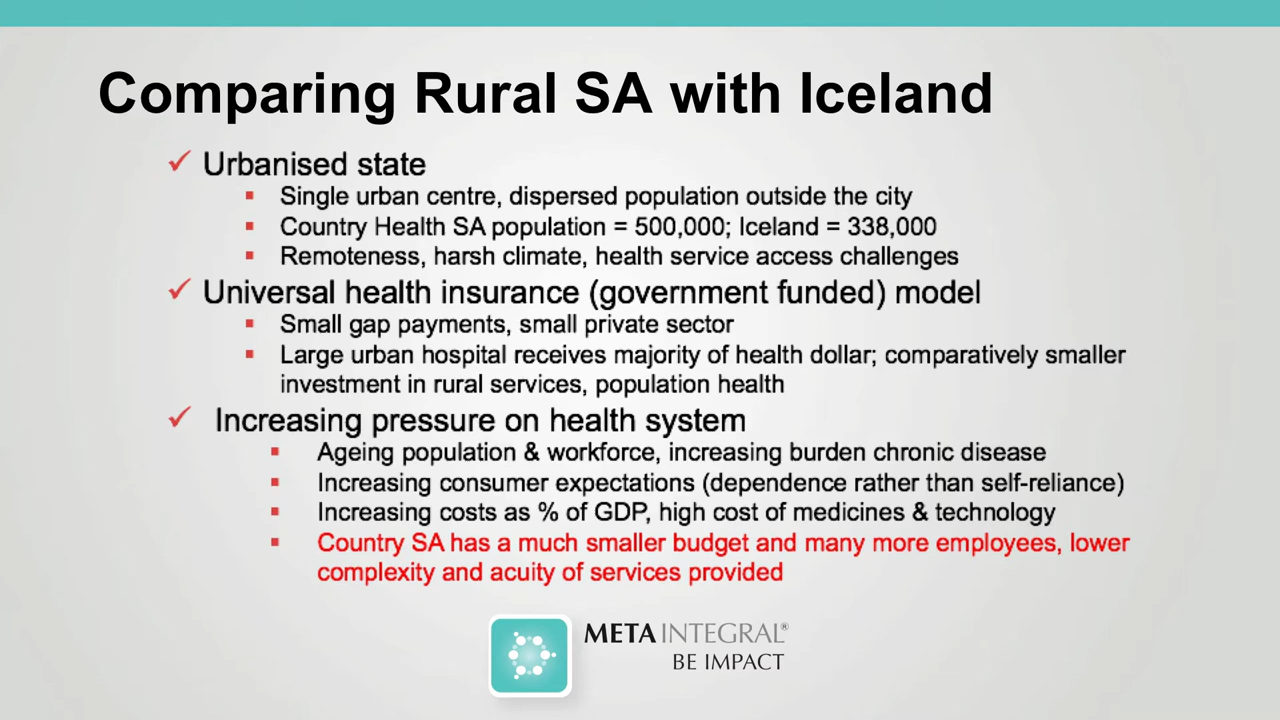 Comparing Rural SA with Iceland
✓ Urbanised state
▪ Single urban centre, dispersed population outside the city
▪ Country Health SA population = 500,000; Iceland = 338,000
▪ Remoteness, harsh climate, health service access challenges
✓ Universal health insurance (government funded) model
▪ Small gap payments, small private sector
▪ Large urban hospital receives majority of health dollar; comparatively smaller
investment in rural services, population health
✓ Increasing pressure on health system
▪ Ageing population & workforce, increasing burden chronic disease
▪ Increasing consumer expectations (dependence rather than self-reliance)
▪ Increasing costs as % of GDP, high cost of medicines & technology
▪ Country SA has a much smaller budget and many more employees, lower
complexity and acuity of services provided
METAINTEGRAL®
BE IMPACT